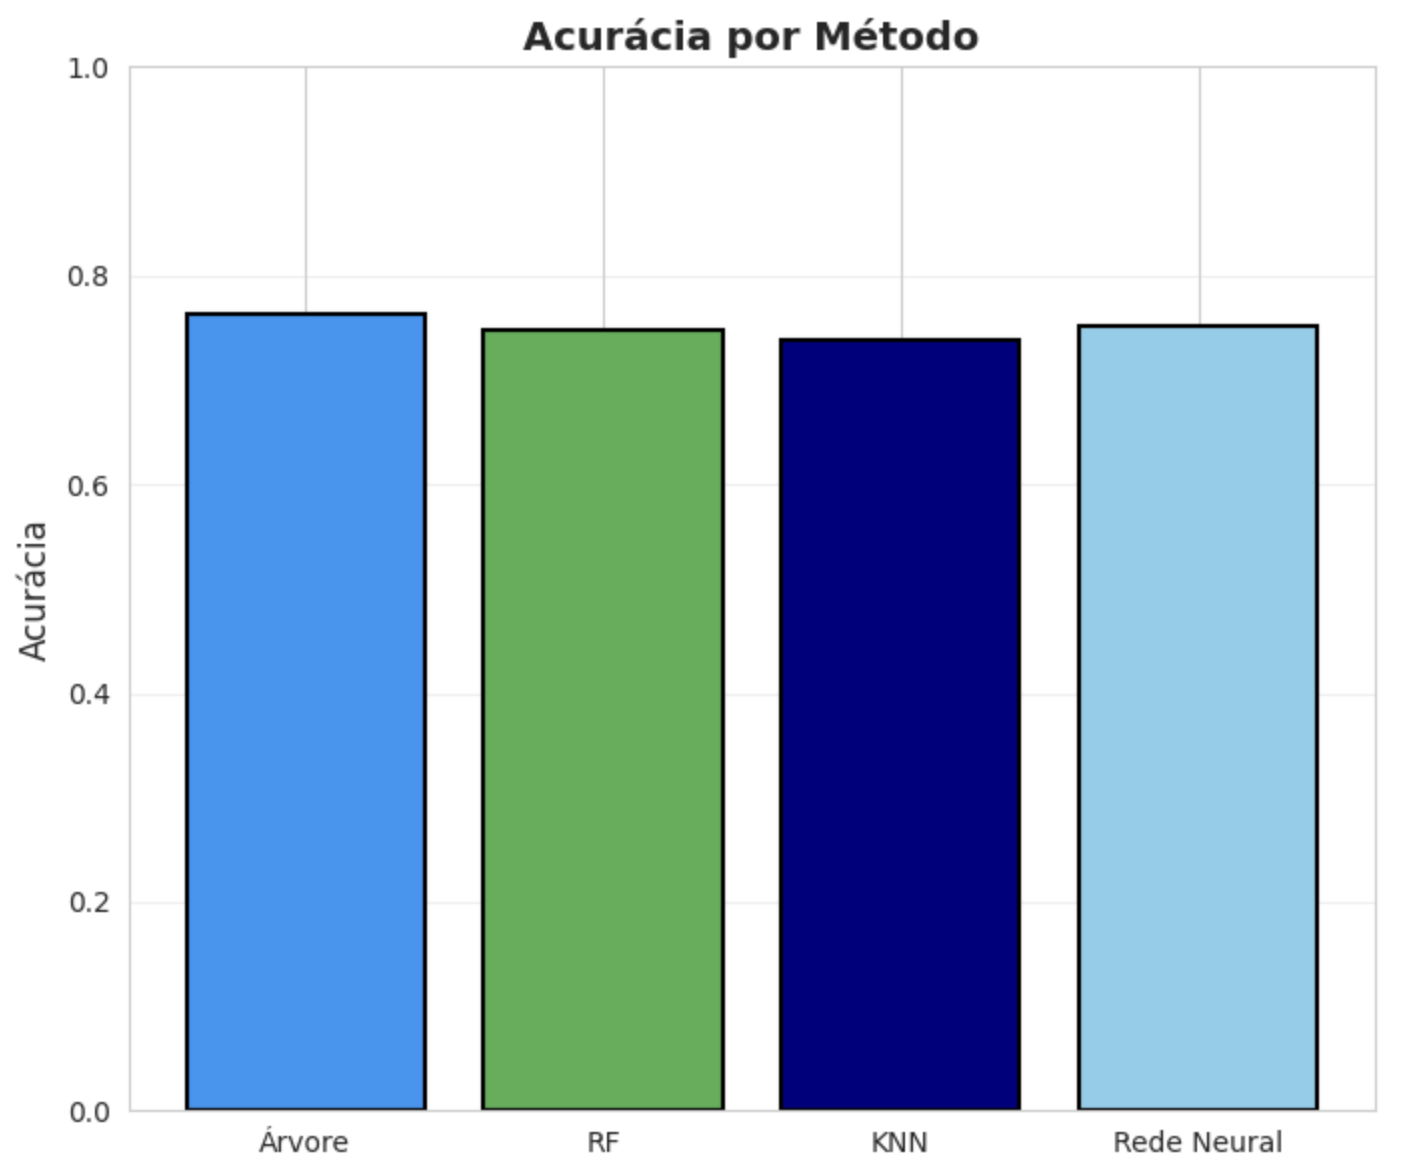 Acurácia por Método
1.0
0.8
0.6
0.4
0.2
0.0
Acurácia
Árvore
RF
KNN
Rede Neural